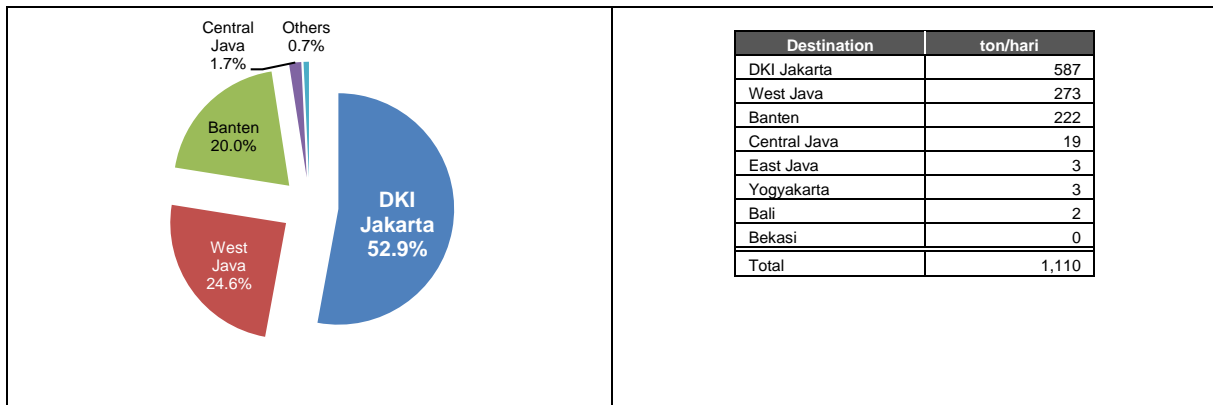 Central
Java
1.7%
Others
0.7%
Banten
20.0%
DKI
Jakarta
52.9%
West
Java
24.6%
Destination ton/hari
DKI Jakarta 587
West Java 273
Banten 222
Central Java 19
East Java 3
Yogyakarta 3
Bali 2
Bekasi 0
Total 1,110